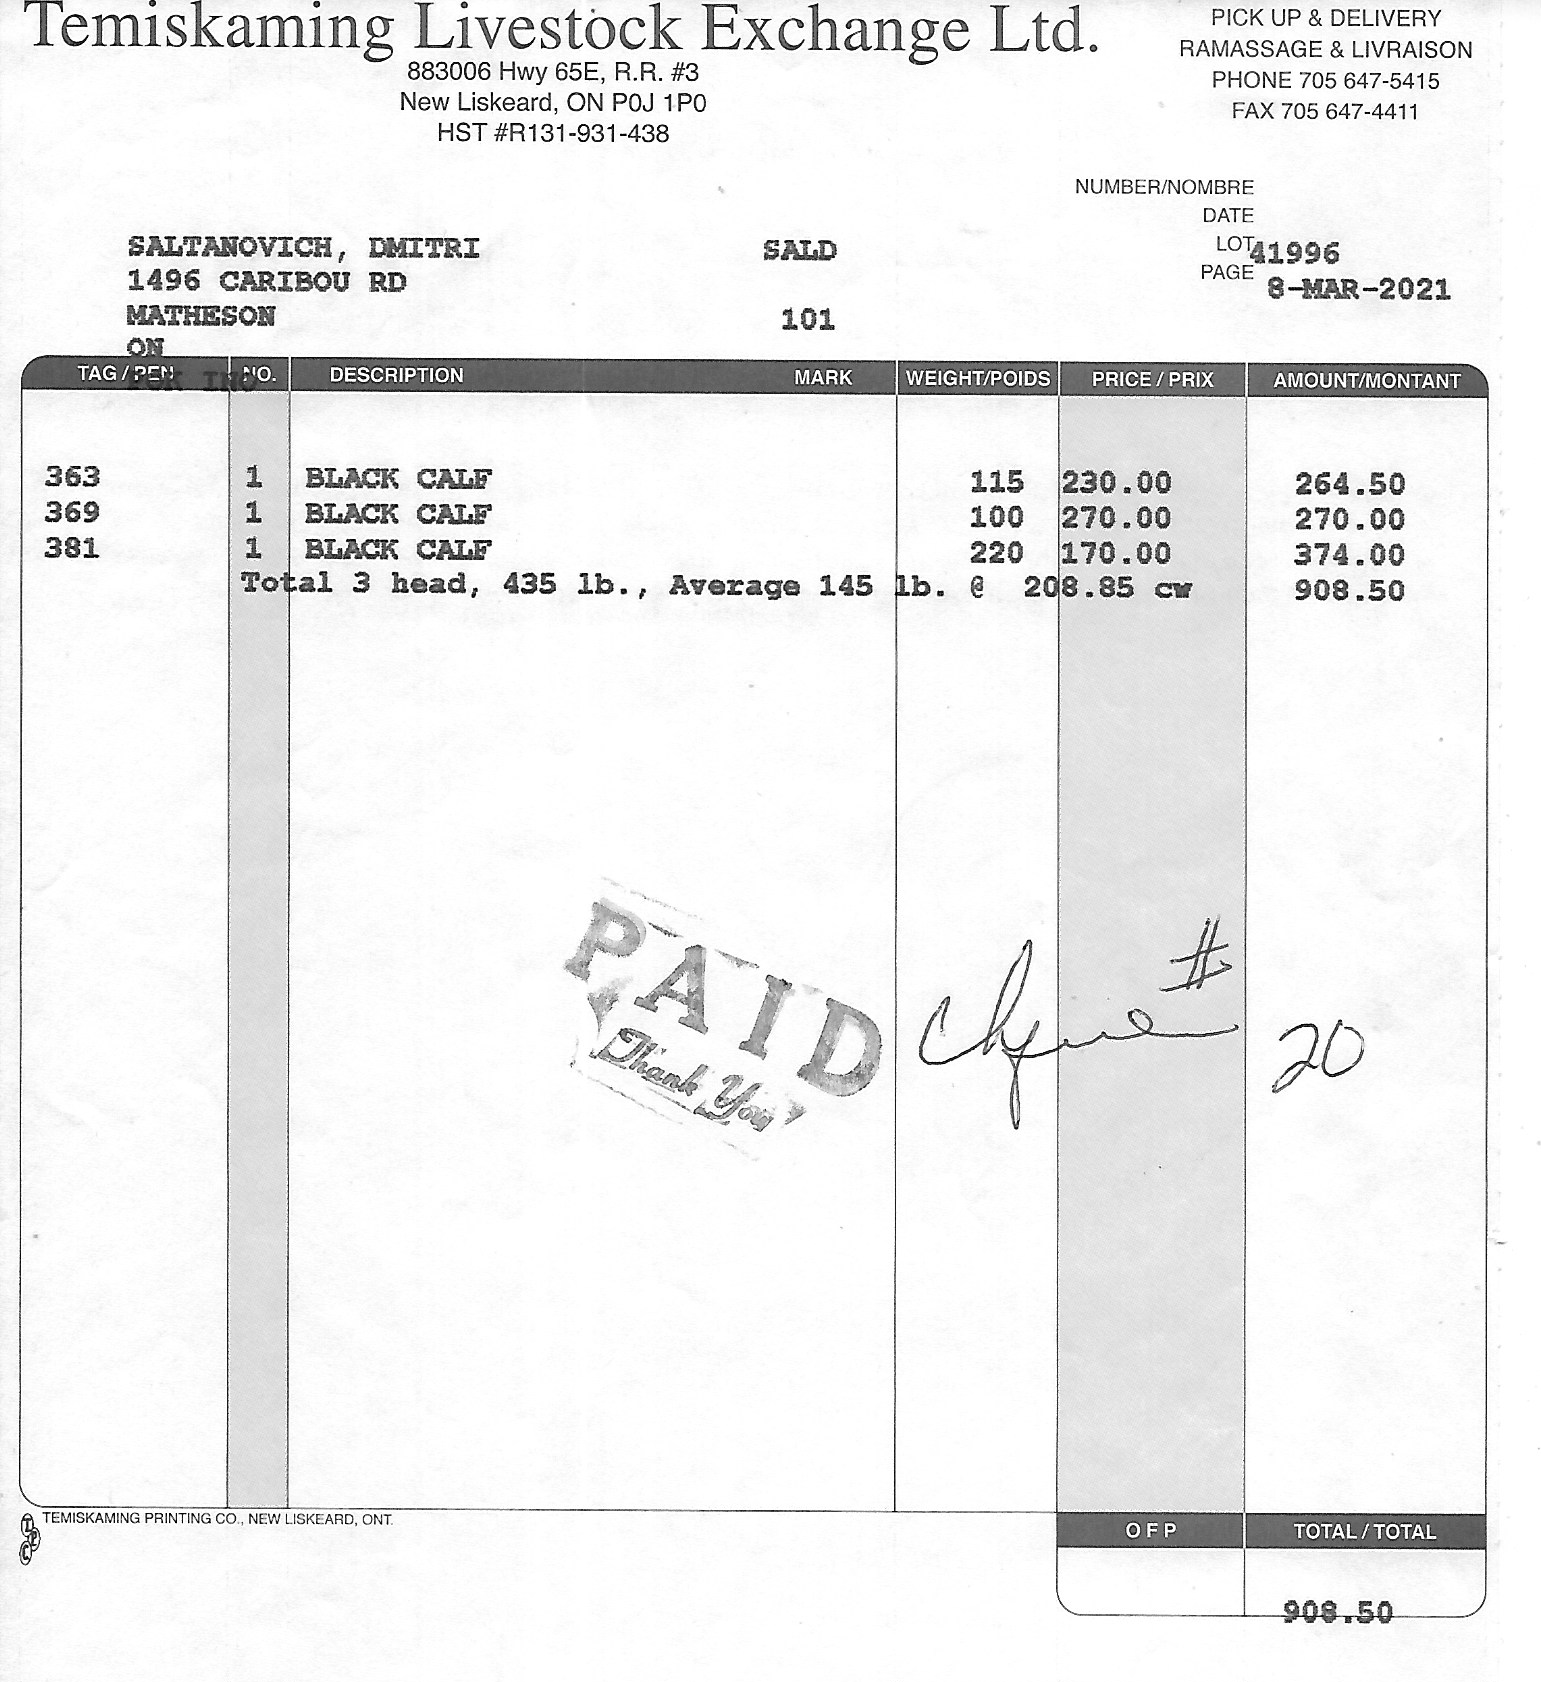 Temiskaming Livestock Exchange Ltd.
883006 Hwy 65E, R.R. #3
New Liskeard, ON P0J 1P0
HST #R131-931-438
PICK UP & DELIVERY
RAMASSAGE & LIVRAISON
PHONE 705 647-5415
FAX 705 647-4411
NUMBER/NOMBRE
DATE
LOT 41996
PAGE 8-MAR-2021
SALTANOVICH, DMITRI SALD
1496 CARIBOU RD
MATHESON 101
ON
P0K 1N0
TAG / PEN NO. DESCRIPTION MARK WEIGHT/POIDS PRICE / PRIX AMOUNT/MONTANT
363 1 BLACK CALF 115 230.00 264.50
369 1 BLACK CALF 100 270.00 270.00
381 1 BLACK CALF 220 170.00 374.00
Total 3 head, 435 lb., Average 145 lb. @ 208.85 cw 908.50
PAID
Thank You
Cheque # 20
TEMISKAMING PRINTING CO., NEW LISKEARD, ONT.
TPC
OFP TOTAL / TOTAL
908.50